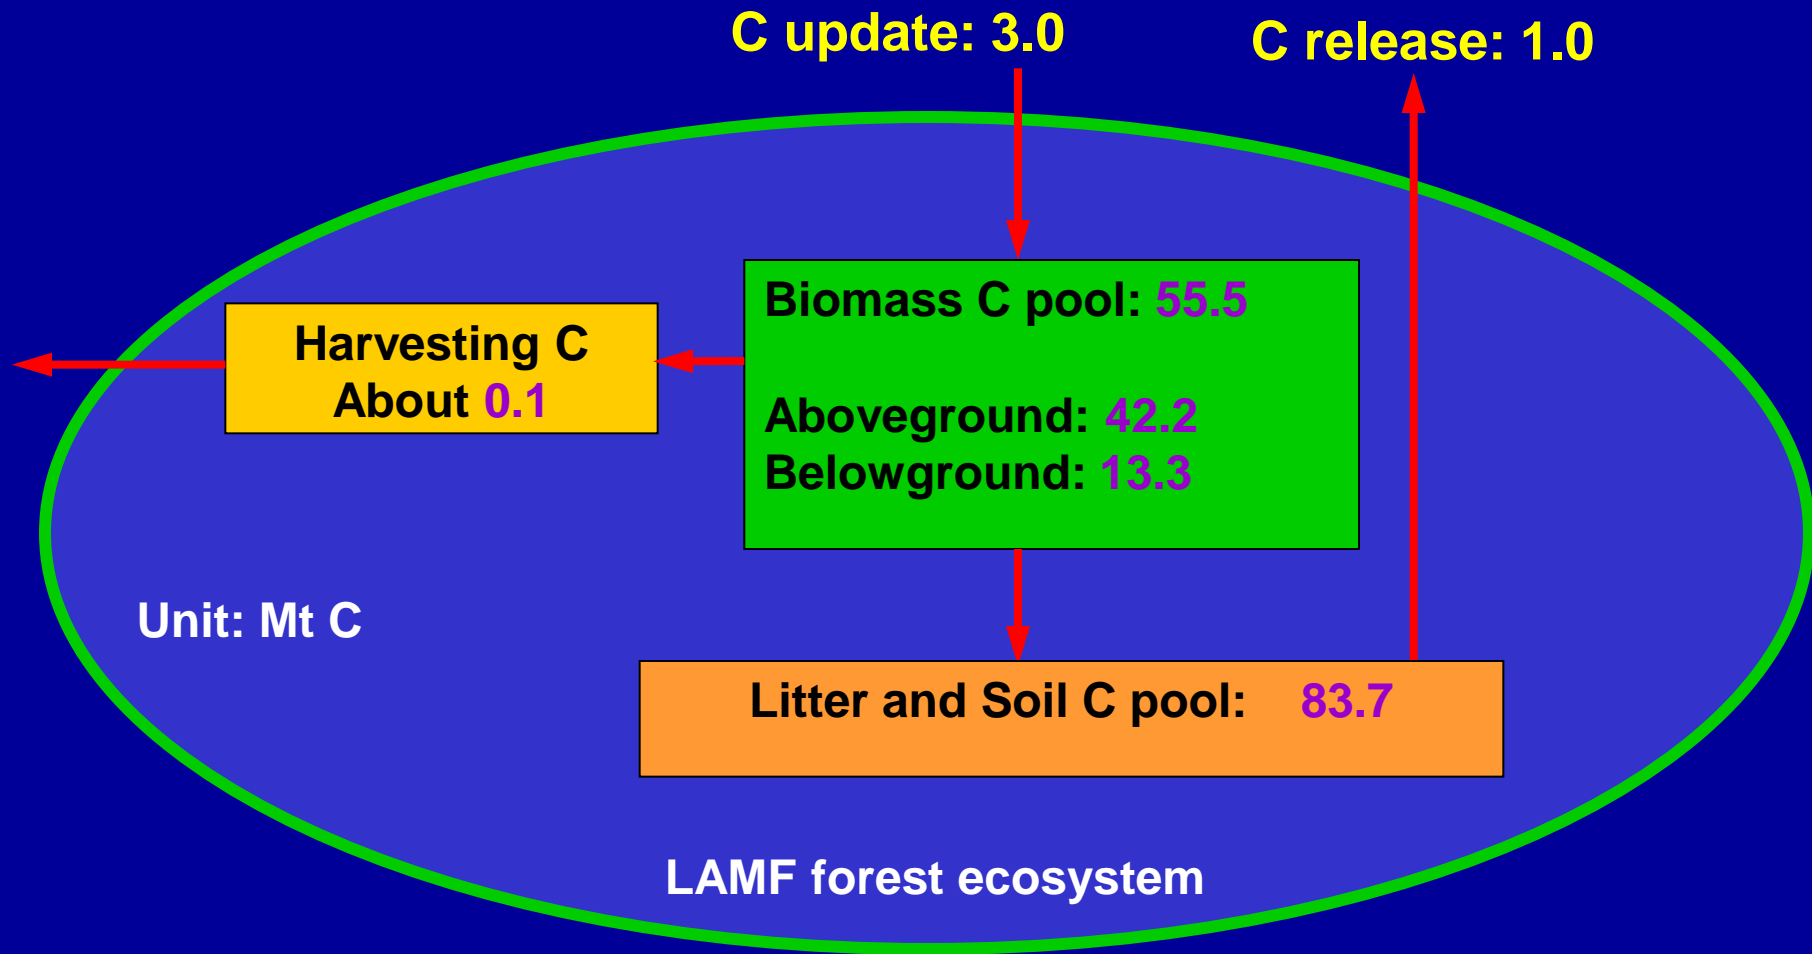 C update: 3.0
C release: 1.0
Biomass C pool: 55.5
Aboveground: 42.2
Belowground: 13.3
Harvesting C
About 0.1
Unit: Mt C
Litter and Soil C pool: 83.7
LAMF forest ecosystem